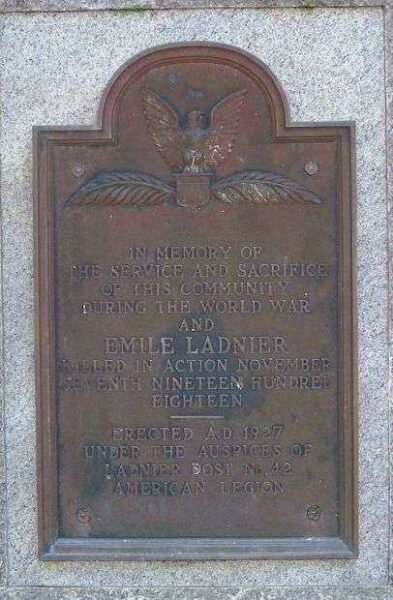 IN MEMORY OF
THE SERVICE AND SACRIFICE
OF THIS COMMUNITY
DURING THE WORLD WAR
AND
EMILE LADNIER
KILLED IN ACTION NOVEMBER
SEVENTH NINETEEN HUNDRED
EIGHTEEN
ERECTED A.D. 1927
UNDER THE AUSPICES OF
LADNIER POST No. 42
AMERICAN LEGION